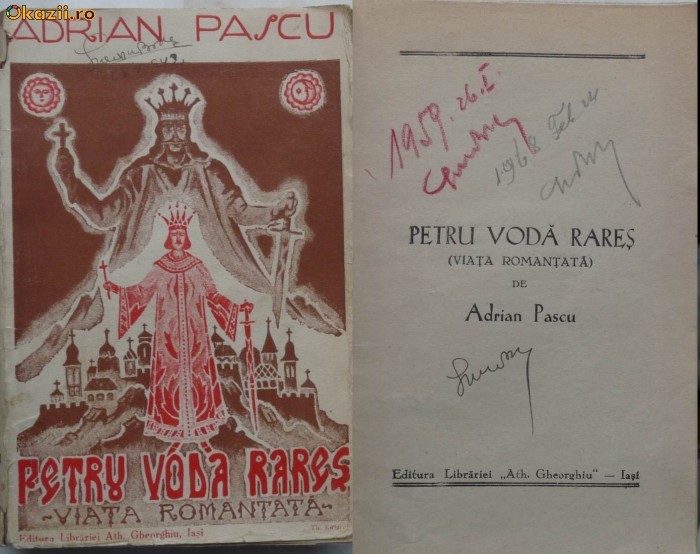 Okazii.ro
ADRIAN PASCU
PETRU VODĂ RAREȘ
~VIAȚA ROMANȚATĂ~
Editura Librăriei Ath. Gheorghiu, Iași
1959.26.I.
1968 Feb 24
PETRU VODĂ RAREȘ
(VIAȚA ROMANȚATĂ)
DE
Adrian Pascu
Editura Librăriei „Ath. Gheorghiu" — Iași